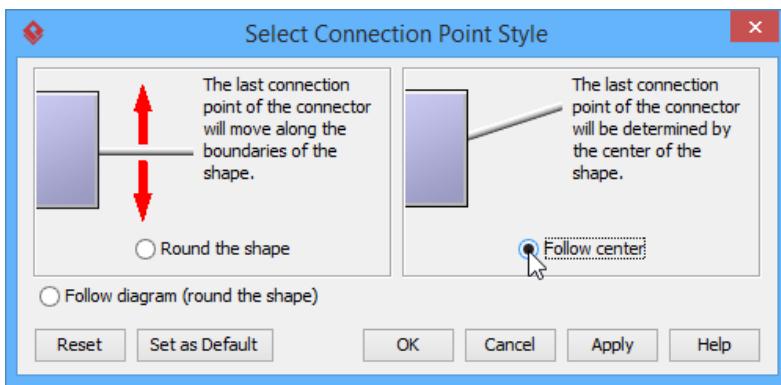 Select Connection Point Style
The last connection
point of the connector
will move along the
boundaries of the
shape.
Round the shape
The last connection
point of the connector
will be determined by
the center of the
shape.
Follow center
Follow diagram (round the shape)
Reset
Set as Default
OK
Cancel
Apply
Help